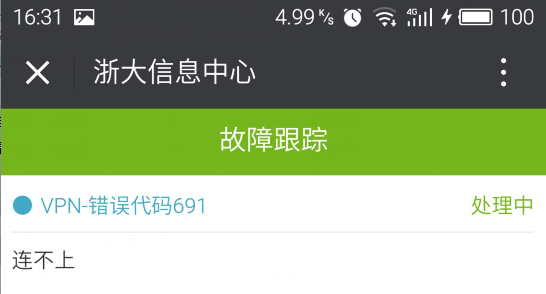 16:31 4.99 K/s 4G 100
浙大信息中心
故障跟踪
VPN-错误代码691 处理中
连不上